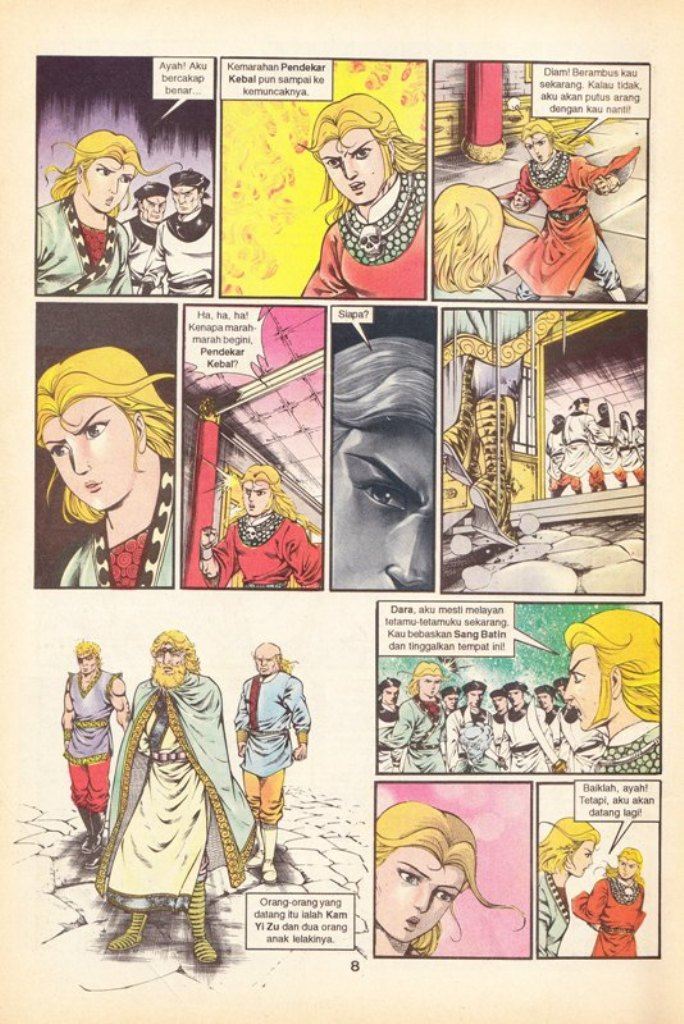 Ayah! Aku
bercakap
benar...
Kemarahan Pendekar
Kebal pun sampai ke
kemuncaknya.
Diam! Berambus kau
sekarang. Kalau tidak,
aku akan putus arang
dengan kau nanti!
Ha, ha, ha!
Kenapa marah-
marah begini,
Pendekar
Kebal?
Siapa?
Orang-orang yang
datang itu ialah Kam
Yi Zu dan dua orang
anak lelakinya.
Dara, aku mesti melayan
tetamu-tetamuku sekarang.
Kau bebaskan Sang Batin
dan tinggalkan tempat ini!
Baiklah, ayah!
Tetapi, aku akan
datang lagi!
8